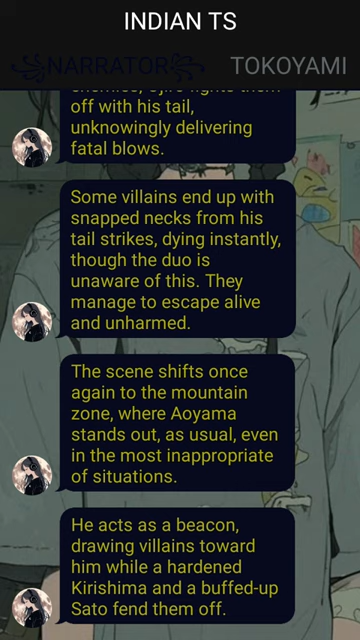 INDIAN TS
NARRATOR
TOKOYAMI
off with his tail,
unknowingly delivering
fatal blows.
Some villains end up with
snapped necks from his
tail strikes, dying instantly,
though the duo is
unaware of this. They
manage to escape alive
and unharmed.
The scene shifts once
again to the mountain
zone, where Aoyama
stands out, as usual, even
in the most inappropriate
of situations.
He acts as a beacon,
drawing villains toward
him while a hardened
Kirishima and a buffed-up
Sato fend them off.